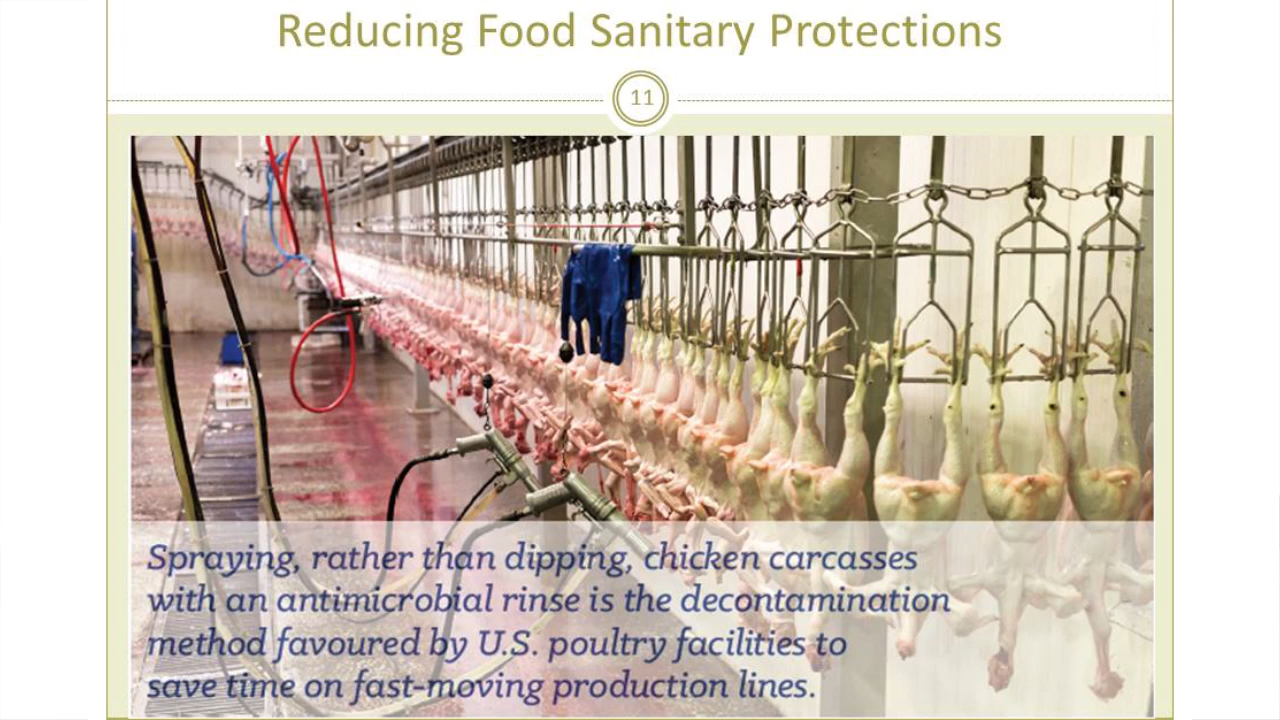 Reducing Food Sanitary Protections
11
Spraying, rather than dipping, chicken carcasses
with an antimicrobial rinse is the decontamination
method favoured by U.S. poultry facilities to
save time on fast-moving production lines.